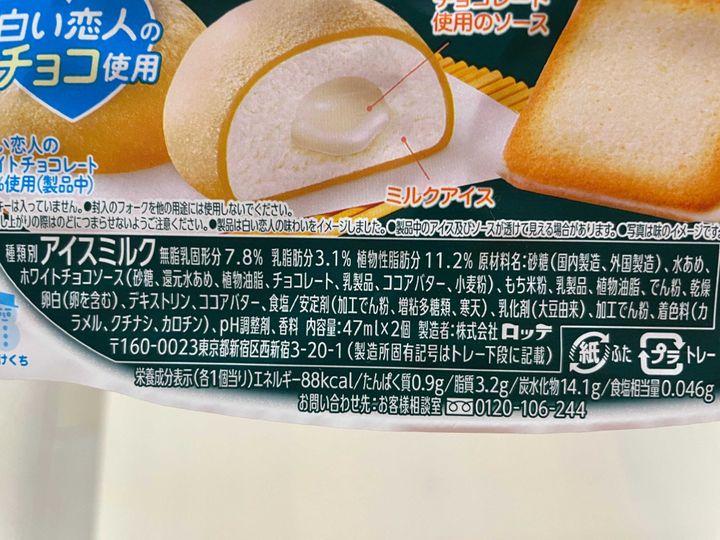 白い恋人の
チョコ使用
チョコレート
使用のソース
い恋人の
イトチョコレート
%使用(製品中)
ミルクアイス
キーは入っていません。●封入のフォークを他の用途には使用しないでください。
し上がりの際はのどにつまらせないようご注意ください。●製品は白い恋人の味わいをイメージしました。●製品中のアイス及びソースが透けて見える場合があります。●写真は味のイメージです
種類別 アイスミルク 無脂乳固形分7.8% 乳脂肪分3.1% 植物性脂肪分11.2% 原材料名:砂糖(国内製造、外国製造)、水あめ、
ホワイトチョコソース(砂糖、還元水あめ、植物油脂、チョコレート、乳製品、ココアバター、小麦粉)、もち米粉、乳製品、植物油脂、でん粉、乾燥
卵白(卵を含む)、デキストリン、ココアバター、食塩/安定剤(加工でん粉、増粘多糖類、寒天)、乳化剤(大豆由来)、加工でん粉、着色料(カ
ラメル、クチナシ、カロチン)、pH調整剤、香料 内容量:47ml×2個 製造者:株式会社 ロッテ
〒160-0023東京都新宿区西新宿3-20-1(製造所固有記号はトレー下段に記載) 紙 ふた プラ トレー
けくち
栄養成分表示(各1個当り)エネルギー88kcal/たんぱく質0.9g/脂質3.2g/炭水化物14.1g/食塩相当量0.046g
お問い合わせ先:お客様相談室 0120-106-244